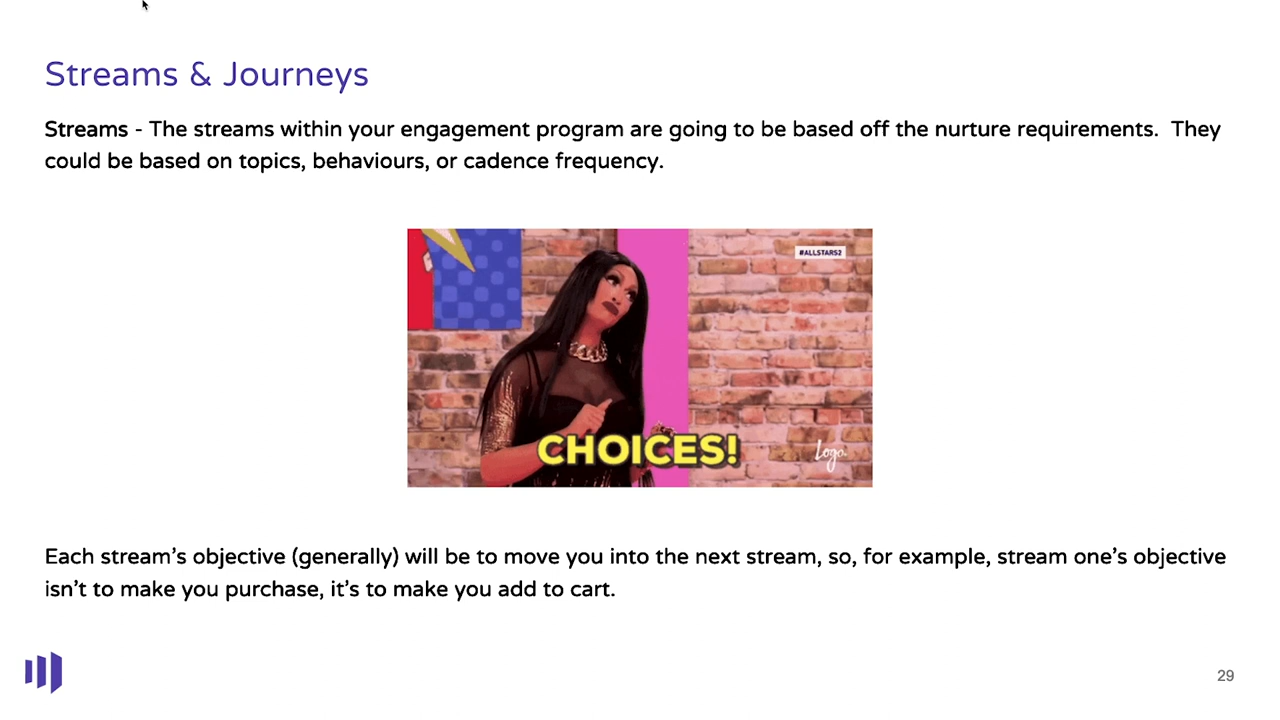 Streams & Journeys
Streams - The streams within your engagement program are going to be based off the nurture requirements.  They
could be based on topics, behaviours, or cadence frequency.
#ALLSTARS2
CHOICES!
Logo.
Each stream’s objective (generally) will be to move you into the next stream, so, for example, stream one’s objective
isn’t to make you purchase, it’s to make you add to cart.
29